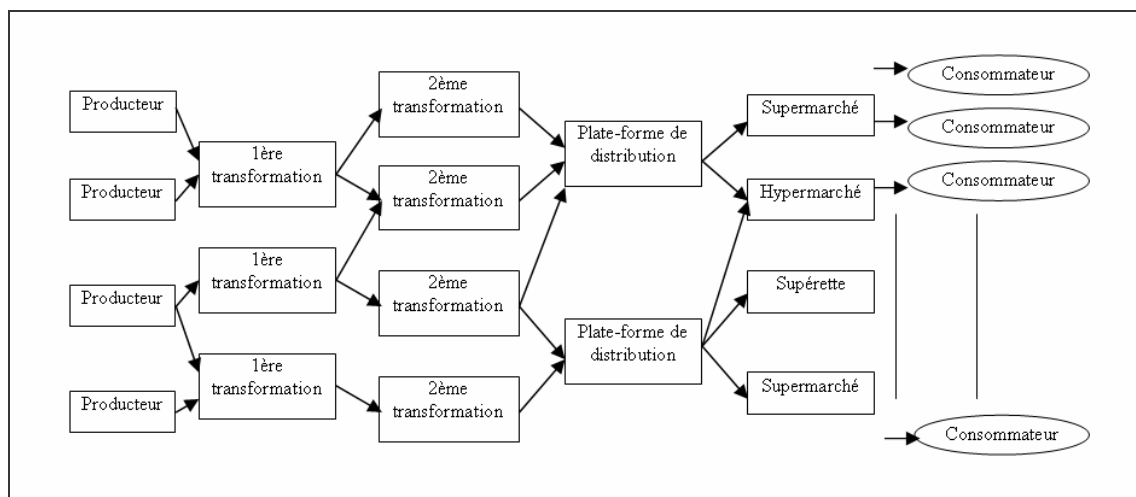 Producteur
Producteur
Producteur
Producteur
1ère
transformation
1ère
transformation
1ère
transformation
2ème
transformation
2ème
transformation
2ème
transformation
2ème
transformation
Plate-forme de
distribution
Plate-forme de
distribution
Supermarché
Hypermarché
Supérette
Supermarché
Consommateur
Consommateur
Consommateur
Consommateur